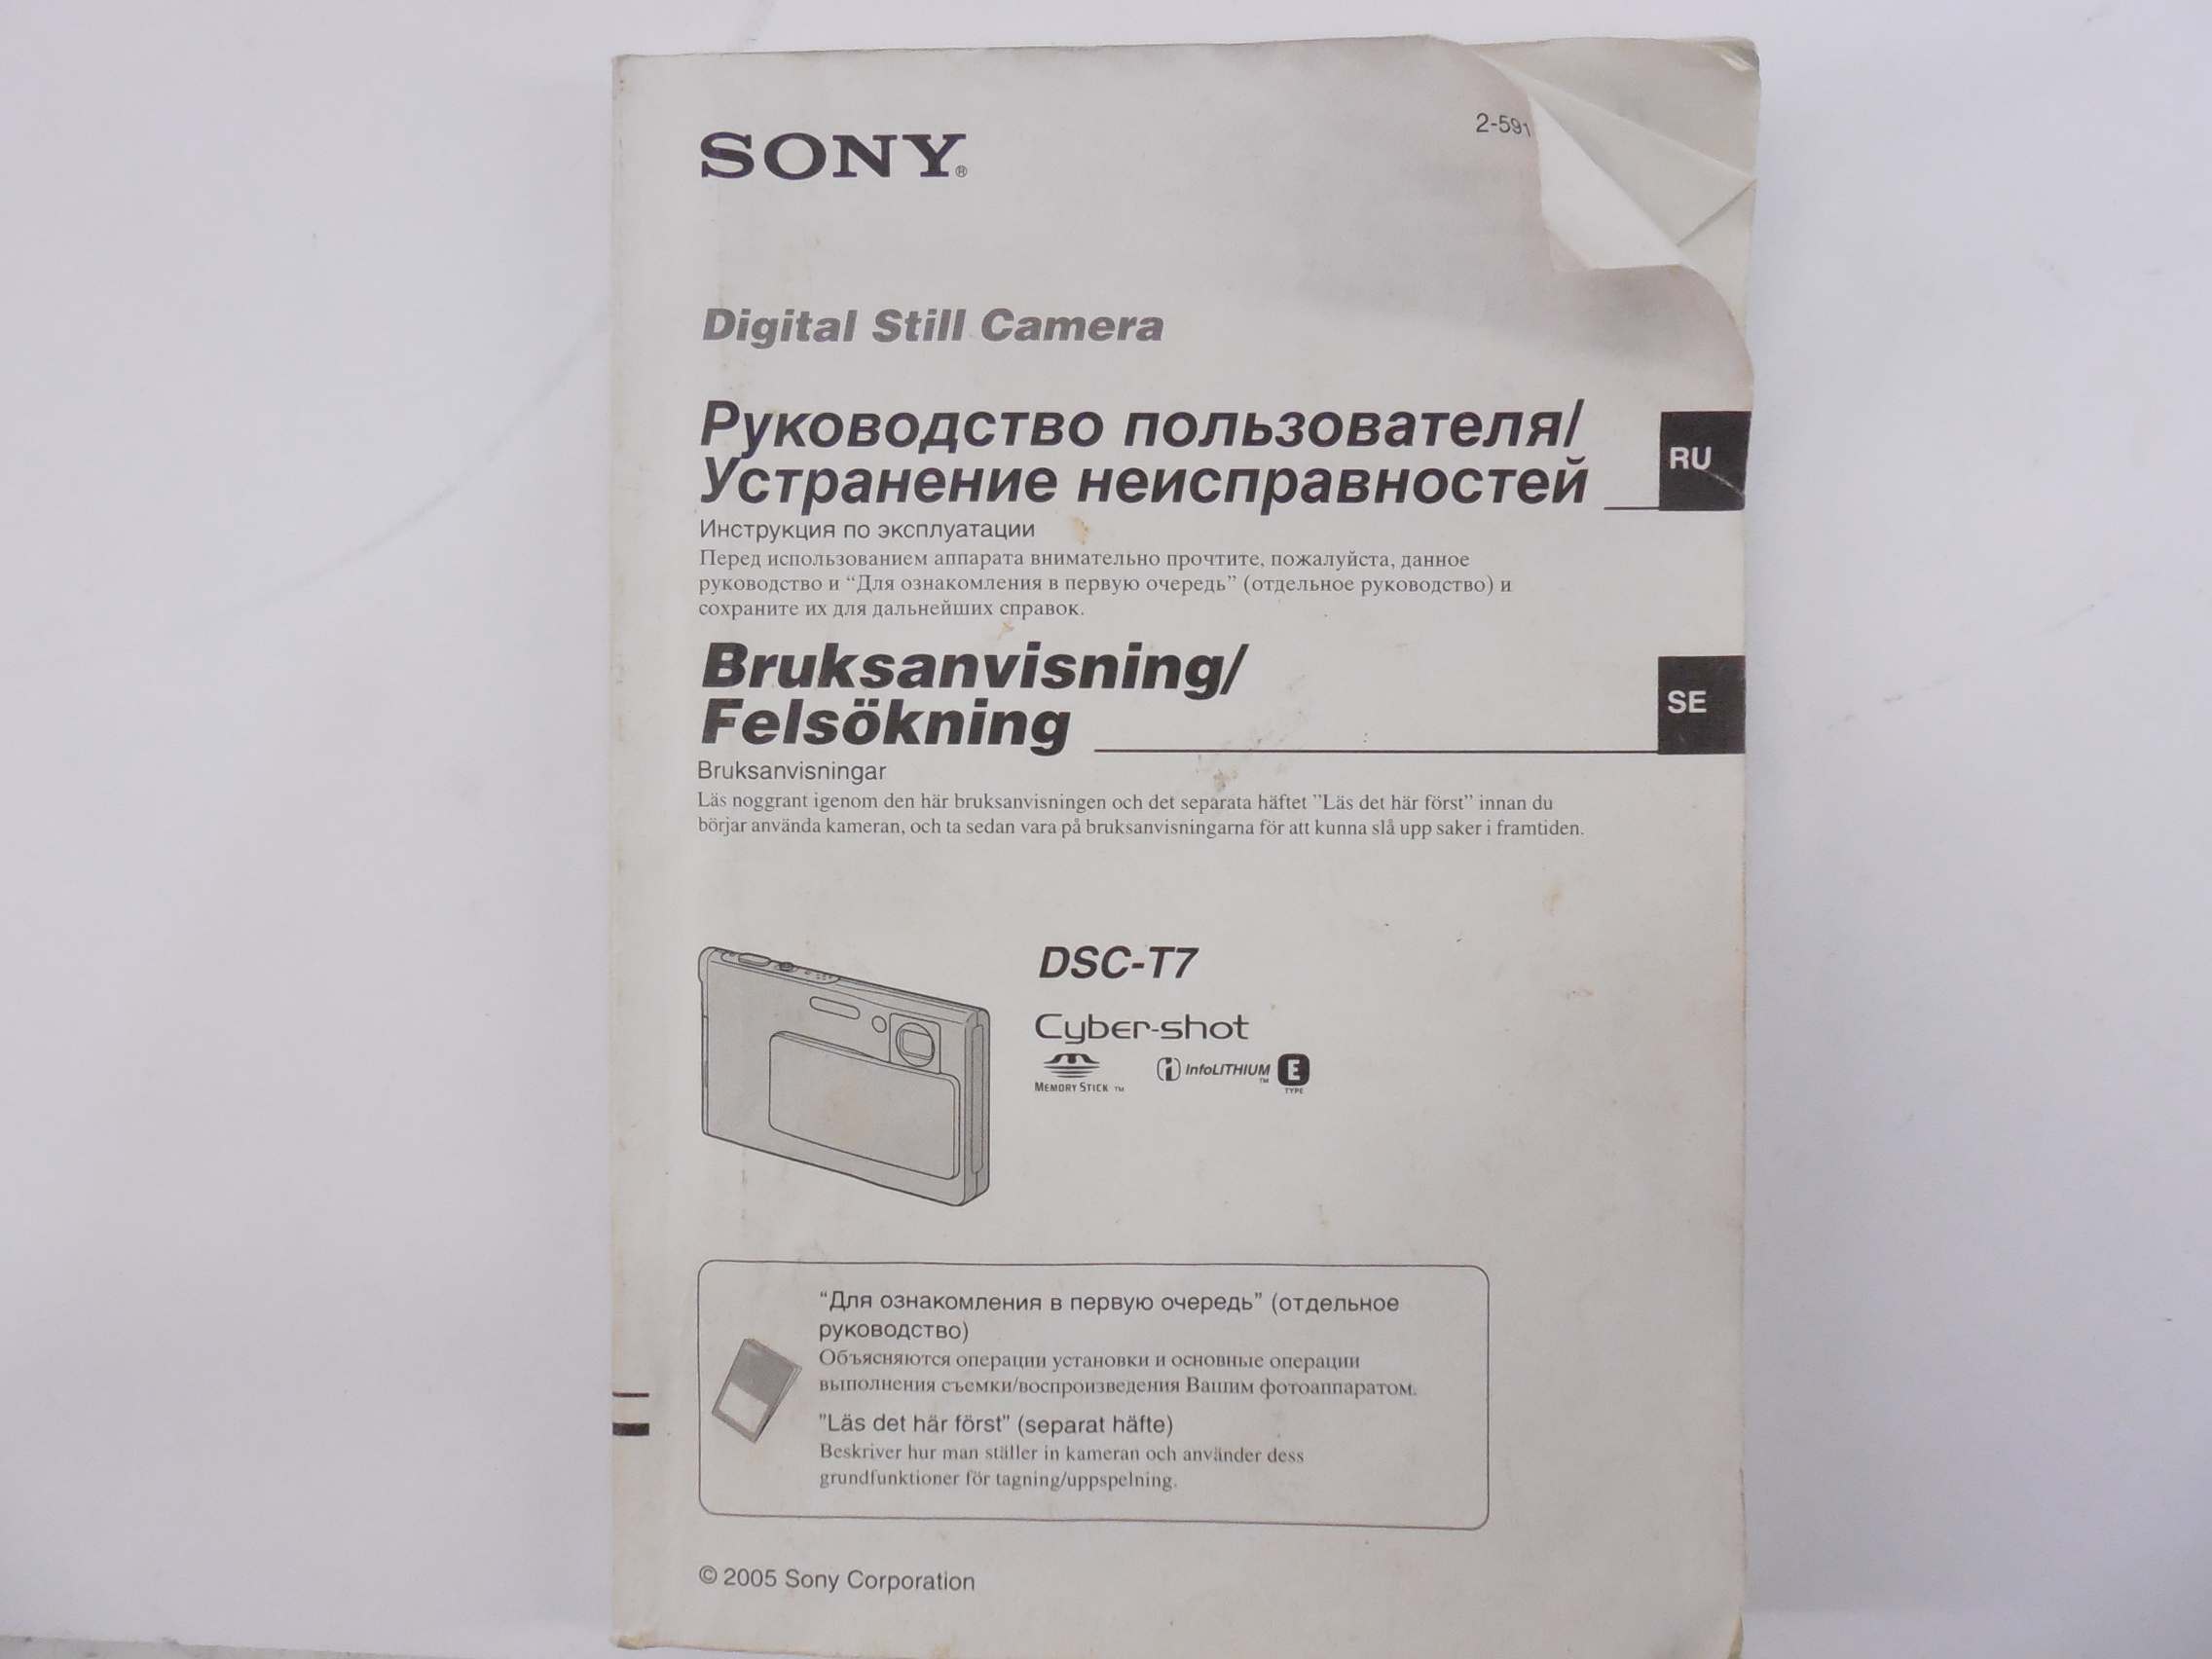 SONY®
2-591
Digital Still Camera
Руководство пользователя/
Устранение неисправностей
RU
Инструкция по эксплуатации
Перед использованием аппарата внимательно прочтите, пожалуйста, данное
руководство и “Для ознакомления в первую очередь” (отдельное руководство) и
сохраните их для дальнейших справок.
Bruksanvisning/
Felsökning
SE
Bruksanvisningar
Läs noggrant igenom den här bruksanvisningen och det separata häftet ”Läs det här först” innan du
börjar använda kameran, och ta sedan vara på bruksanvisningarna för att kunna slå upp saker i framtiden.
DSC-T7
Cyber-shot
MEMORY STICK ™
InfoLITHIUM ™ E TYPE
“Для ознакомления в первую очередь” (отдельное
руководство)
Объясняются операции установки и основные операции
выполнения съемки/воспроизведения Вашим фотоаппаратом.
”Läs det här först” (separat häfte)
Beskriver hur man ställer in kameran och använder dess
grundfunktioner för tagning/uppspelning.
© 2005 Sony Corporation